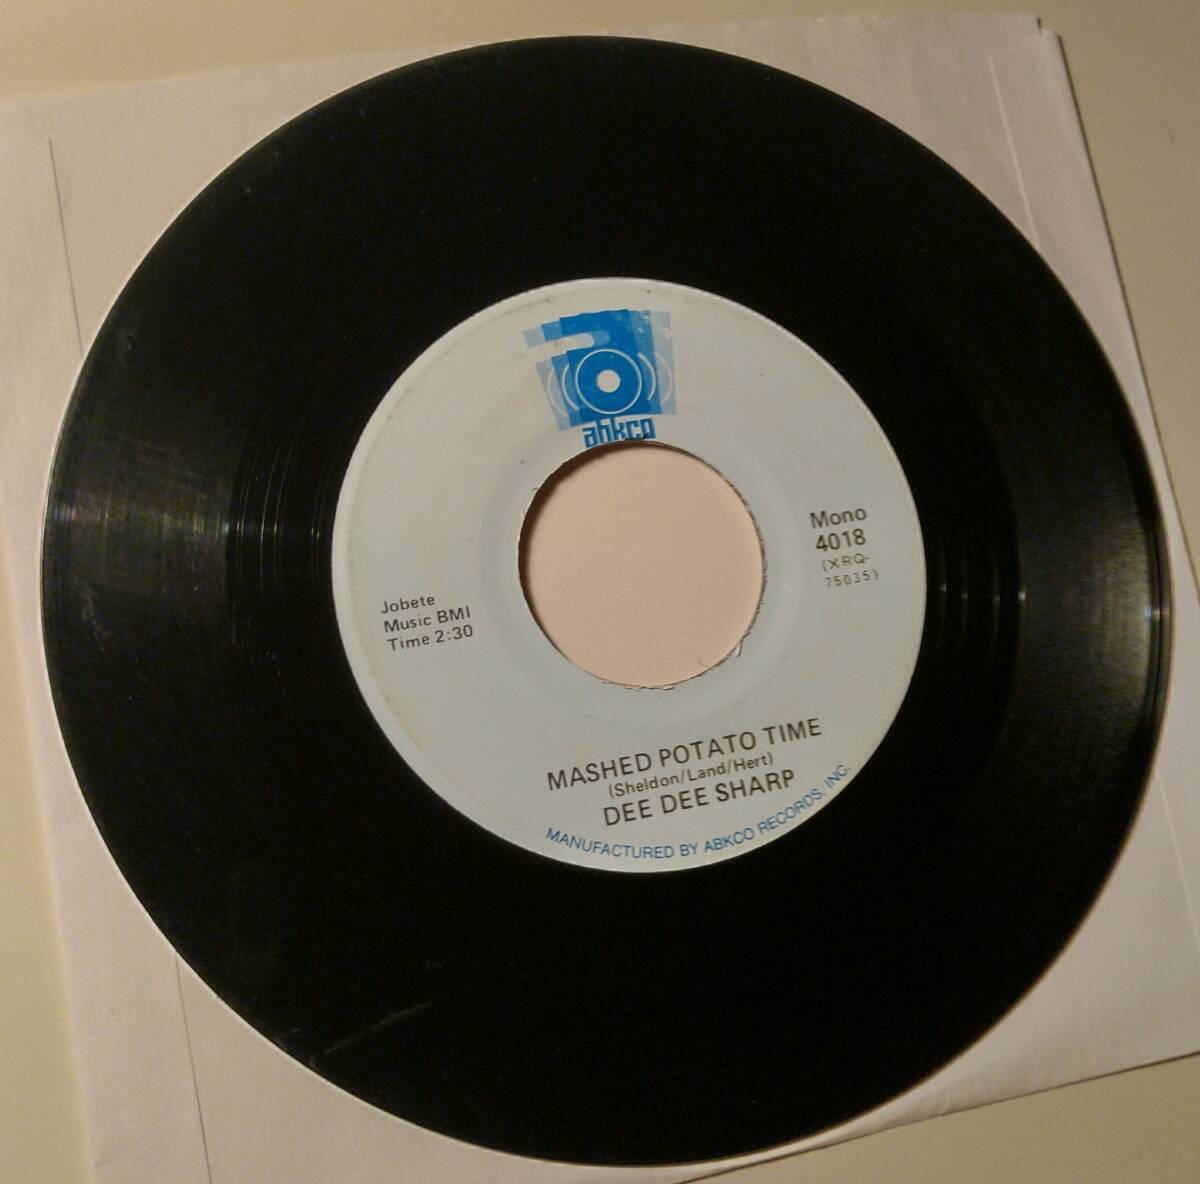 abkco
Mono
4018
(XRQ-
75035)
Jobete
Music BMI
Time 2:30
MASHED POTATO TIME
(Sheldon/Land/Hert)
DEE DEE SHARP
MANUFACTURED BY ABKCO RECORDS, INC.